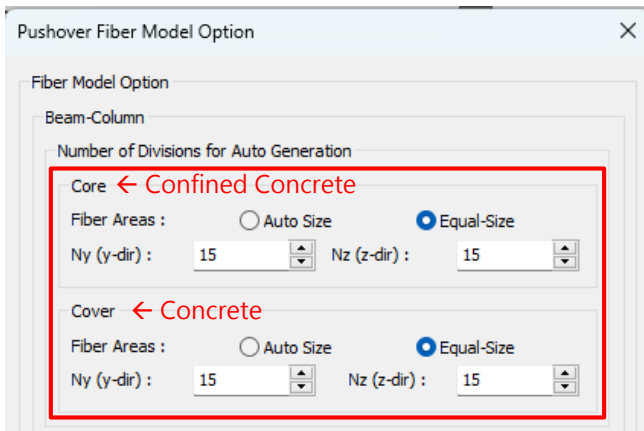 Pushover Fiber Model Option
Fiber Model Option
Beam-Column
Number of Divisions for Auto Generation
Core ← Confined Concrete
Fiber Areas : Auto Size Equal-Size
Ny (y-dir) : 15 Nz (z-dir) : 15
Cover ← Concrete
Fiber Areas : Auto Size Equal-Size
Ny (y-dir) : 15 Nz (z-dir) : 15